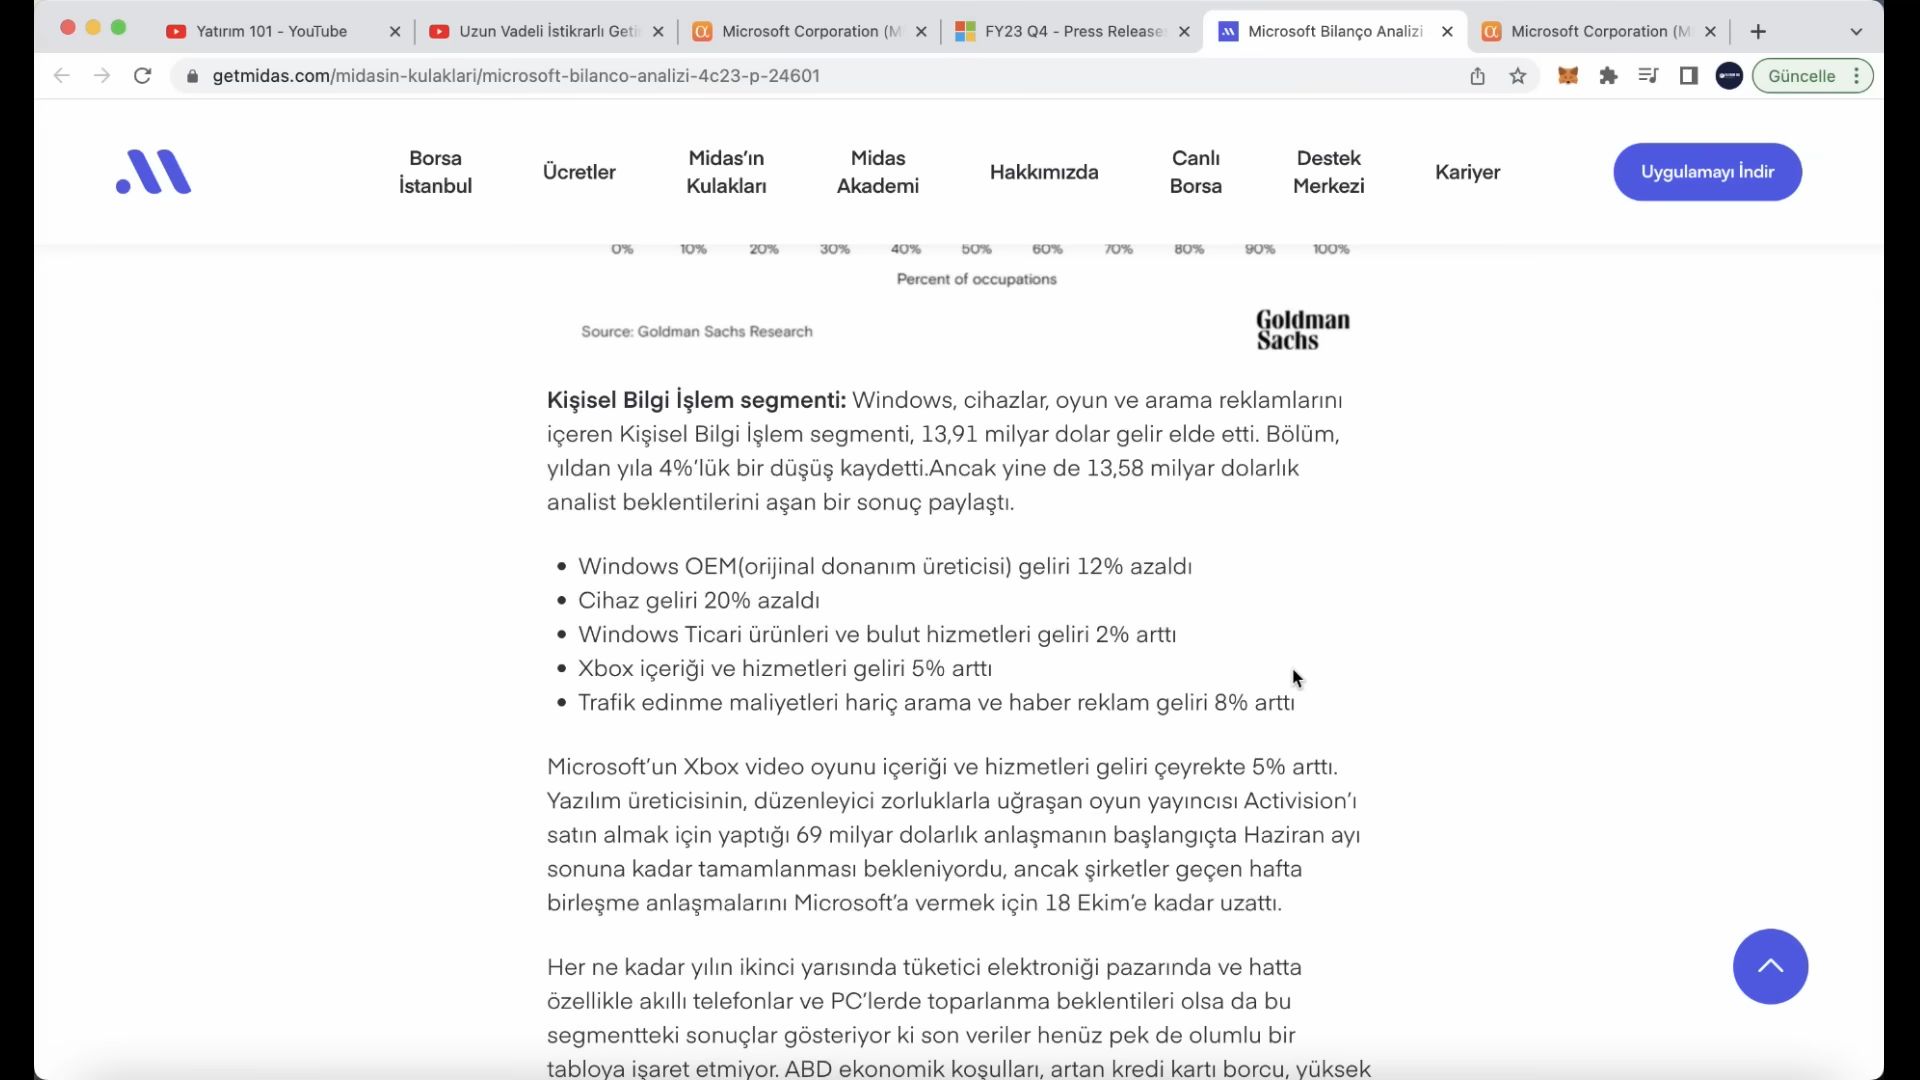 Yatırım 101 - YouTube
Uzun Vadeli İstikrarlı Geti
Microsoft Corporation (M
FY23 Q4 - Press Release
Microsoft Bilanço Analizi
Microsoft Corporation (M
getmidas.com/midasin-kulaklari/microsoft-bilanco-analizi-4c23-p-24601
Güncelle
Borsa
İstanbul
Ücretler
Midas'ın
Kulakları
Midas
Akademi
Hakkımızda
Canlı
Borsa
Destek
Merkezi
Kariyer
Uygulamayı İndir
0% 10% 20% 30% 40% 50% 60% 70% 80% 90% 100%
Percent of occupations
Source: Goldman Sachs Research
Goldman
Sachs
Kişisel Bilgi İşlem segmenti: Windows, cihazlar, oyun ve arama reklamlarını
içeren Kişisel Bilgi İşlem segmenti, 13,91 milyar dolar gelir elde etti. Bölüm,
yıldan yıla 4%'lük bir düşüş kaydetti.Ancak yine de 13,58 milyar dolarlık
analist beklentilerini aşan bir sonuç paylaştı.
• Windows OEM(orijinal donanım üreticisi) geliri 12% azaldı
• Cihaz geliri 20% azaldı
• Windows Ticari ürünleri ve bulut hizmetleri geliri 2% arttı
• Xbox içeriği ve hizmetleri geliri 5% arttı
• Trafik edinme maliyetleri hariç arama ve haber reklam geliri 8% arttı
Microsoft'un Xbox video oyunu içeriği ve hizmetleri geliri çeyrekte 5% arttı.
Yazılım üreticisinin, düzenleyici zorluklarla uğraşan oyun yayıncısı Activision'ı
satın almak için yaptığı 69 milyar dolarlık anlaşmanın başlangıçta Haziran ayı
sonuna kadar tamamlanması bekleniyordu, ancak şirketler geçen hafta
birleşme anlaşmalarını Microsoft'a vermek için 18 Ekim'e kadar uzattı.
Her ne kadar yılın ikinci yarısında tüketici elektroniği pazarında ve hatta
özellikle akıllı telefonlar ve PC'lerde toparlanma beklentileri olsa da bu
segmentteki sonuçlar gösteriyor ki son veriler henüz pek de olumlu bir
tabloya işaret etmiyor. ABD ekonomik koşulları, artan kredi kartı borcu, yüksek